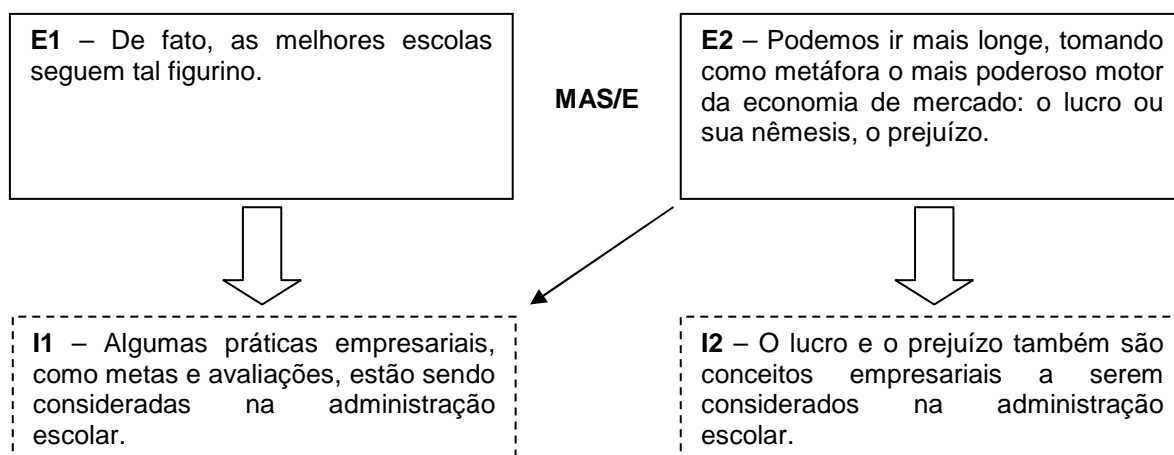 E1 – De fato, as melhores escolas
seguem tal figurino.
MAS/E
E2 – Podemos ir mais longe, tomando
como metáfora o mais poderoso motor
da economia de mercado: o lucro ou
sua nêmesis, o prejuízo.
I1 – Algumas práticas empresariais,
como metas e avaliações, estão sendo
consideradas na administração
escolar.
I2 – O lucro e o prejuízo também são
conceitos empresariais a serem
considerados na administração
escolar.